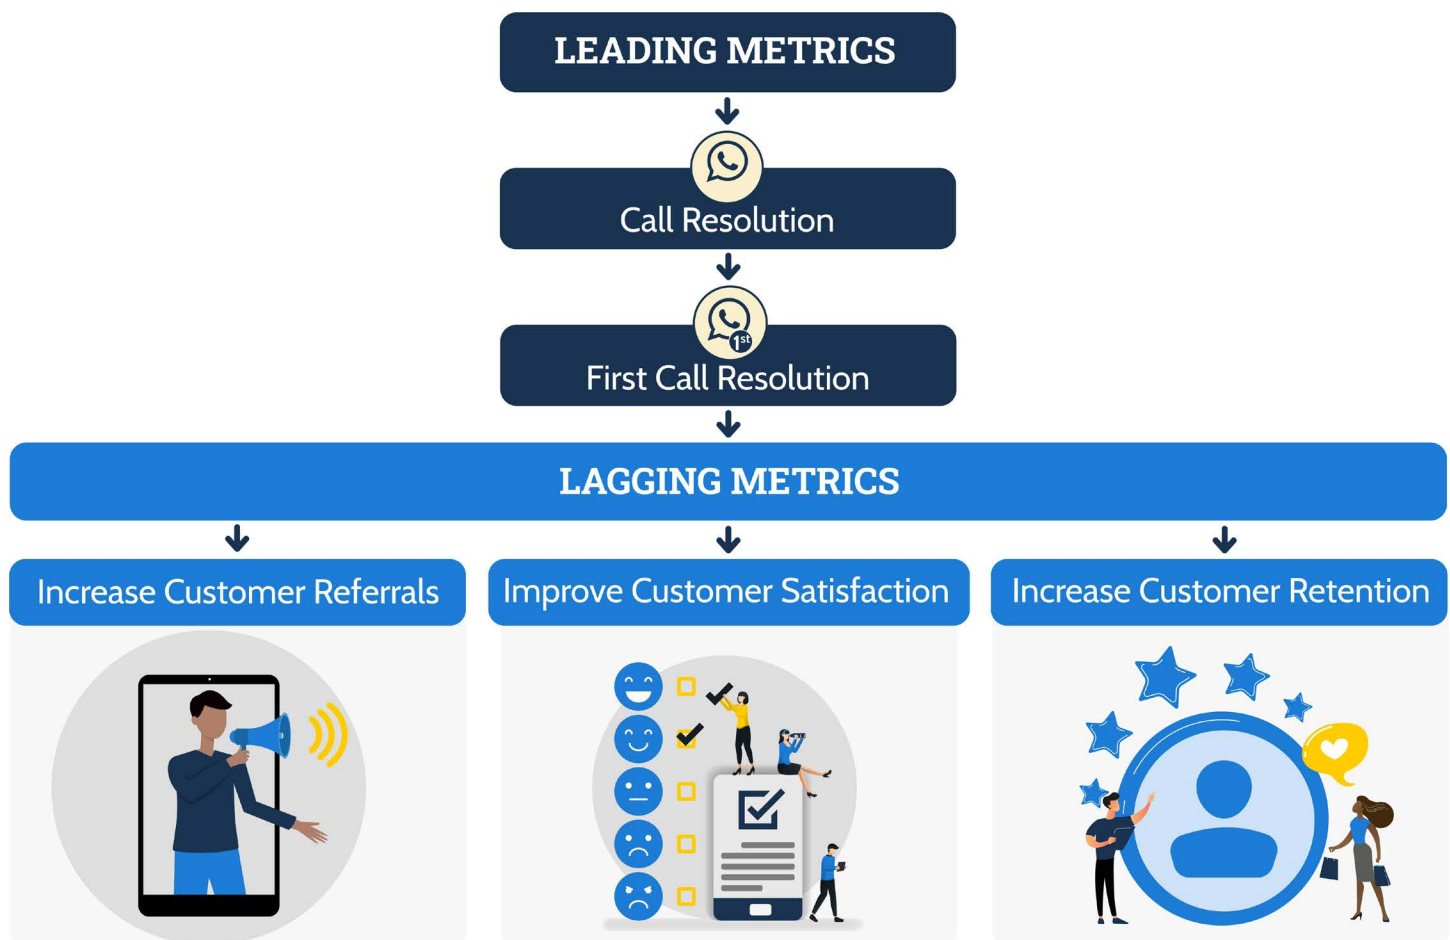 LEADING METRICS
Call Resolution
1st
First Call Resolution
LAGGING METRICS
Increase Customer Referrals
Improve Customer Satisfaction
Increase Customer Retention